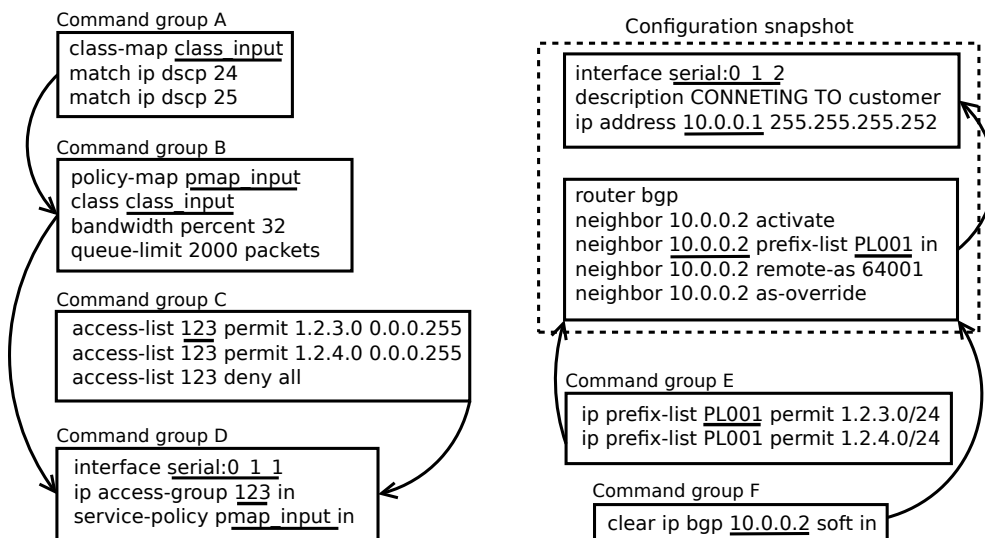 Command group A
class-map class_input
match ip dscp 24
match ip dscp 25
Command group B
policy-map pmap_input
class class_input
bandwidth percent 32
queue-limit 2000 packets
Command group C
access-list 123 permit 1.2.3.0 0.0.0.255
access-list 123 permit 1.2.4.0 0.0.0.255
access-list 123 deny all
Command group D
interface serial:0_1_1
ip access-group 123 in
service-policy pmap_input in
Configuration snapshot
interface serial:0_1_2
description CONNETING TO customer
ip address 10.0.0.1 255.255.255.252
router bgp
neighbor 10.0.0.2 activate
neighbor 10.0.0.2 prefix-list PL001 in
neighbor 10.0.0.2 remote-as 64001
neighbor 10.0.0.2 as-override
Command group E
ip prefix-list PL001 permit 1.2.3.0/24
ip prefix-list PL001 permit 1.2.4.0/24
Command group F
clear ip bgp 10.0.0.2 soft in